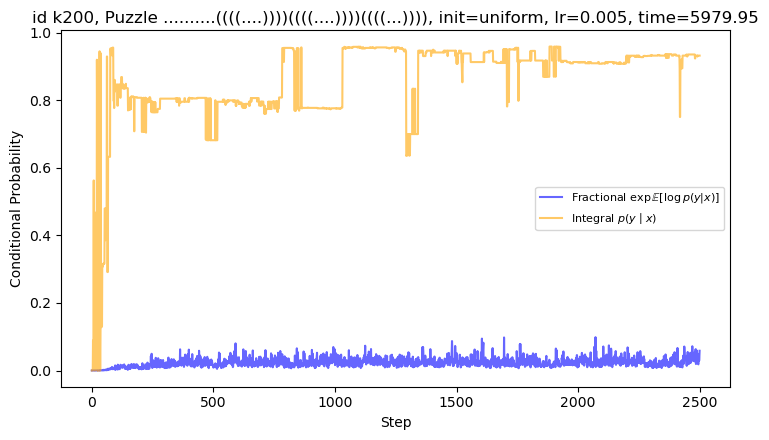 id k200, Puzzle ..........((((....))))((((....))))((((...)))), init=uniform, lr=0.005, time=5979.95
1.0
0.8
0.6
0.4
0.2
0.0
Conditional Probability
Fractional exp𝔼[log p(y|x)]
Integral p(y | x)
0 500 1000 1500 2000 2500
Step